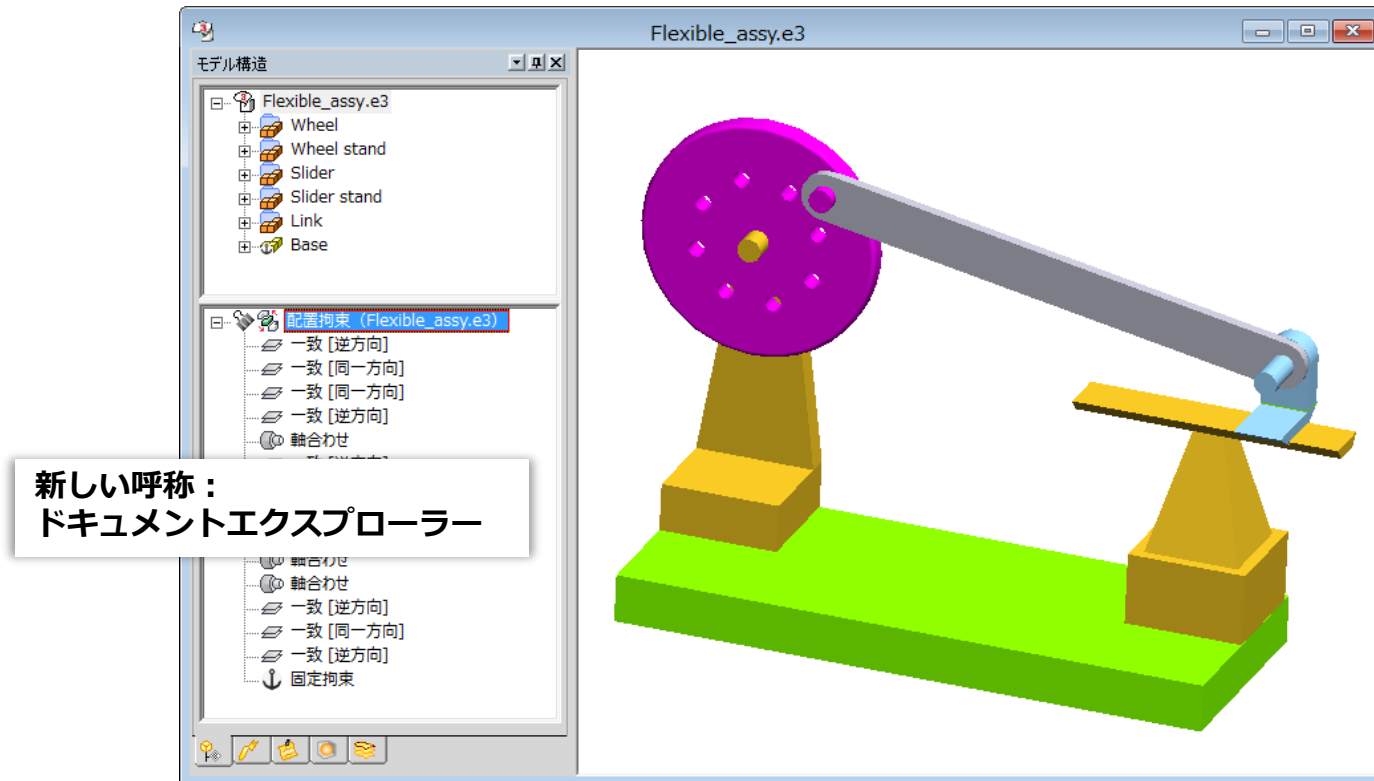 Flexible_assy.e3
モデル構造
Flexible_assy.e3
Wheel
Wheel stand
Slider
Slider stand
Link
Base
配置拘束（Flexible_assy.e3）
一致 [逆方向]
一致 [同一方向]
一致 [同一方向]
一致 [逆方向]
軸合わせ
新しい呼称：
ドキュメントエクスプローラー
軸合わせ
軸合わせ
一致 [逆方向]
一致 [同一方向]
一致 [逆方向]
固定拘束